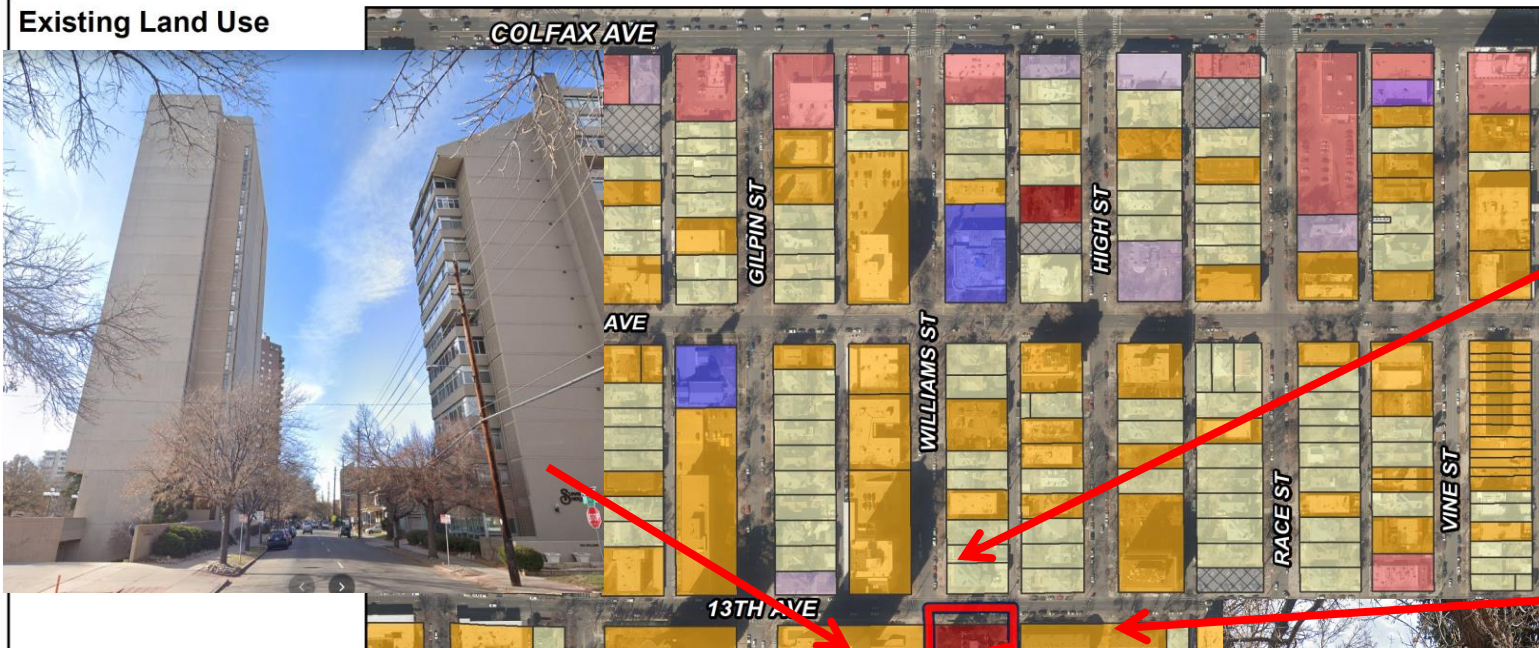 Existing Land Use
COLFAX AVE
GILPIN ST
HIGH ST
AVE
WILLIAMS ST
RACE ST
VINE ST
13TH AVE